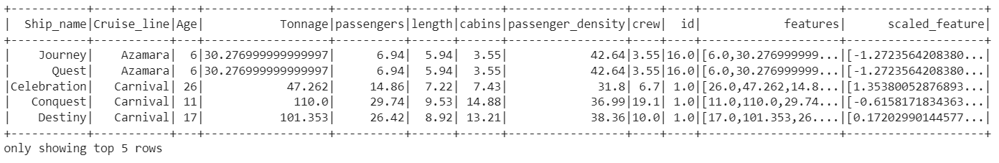 +-----------+-----------+---+------------------+----------+------+------+-----------------+----+----+--------------------+--------------------+
|  Ship_name|Cruise_line|Age|           Tonnage|passengers|length|cabins|passenger_density|crew|  id|            features|      scaled_feature|
+-----------+-----------+---+------------------+----------+------+------+-----------------+----+----+--------------------+--------------------+
|    Journey|    Azamara|  6|30.276999999999997|      6.94|  5.94|  3.55|            42.64|3.55|16.0|[6.0,30.276999999...|[-1.2723564208380...|
|      Quest|    Azamara|  6|30.276999999999997|      6.94|  5.94|  3.55|            42.64|3.55|16.0|[6.0,30.276999999...|[-1.2723564208380...|
|Celebration|   Carnival| 26|            47.262|     14.86|  7.22|  7.43|             31.8| 6.7| 1.0|[26.0,47.262,14.8...|[1.35380052876893...|
|   Conquest|   Carnival| 11|             110.0|     29.74|  9.53| 14.88|            36.99|19.1| 1.0|[11.0,110.0,29.74...|[-0.6158171834363...|
|    Destiny|   Carnival| 17|           101.353|     26.42|  8.92| 13.21|            38.36|10.0| 1.0|[17.0,101.353,26....|[0.17202990144577...|
+-----------+-----------+---+------------------+----------+------+------+-----------------+----+----+--------------------+--------------------+
only showing top 5 rows